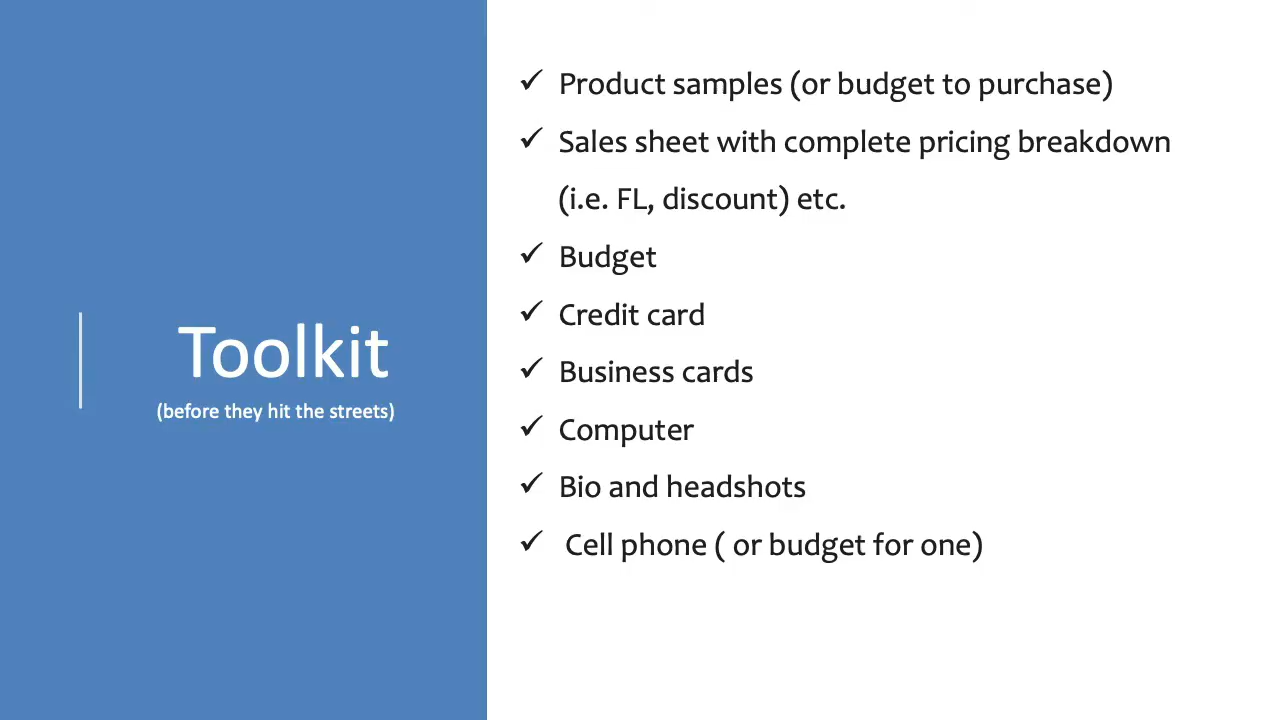 Toolkit
(before they hit the streets)
✓ Product samples (or budget to purchase)
✓ Sales sheet with complete pricing breakdown
(i.e. FL, discount) etc.
✓ Budget
✓ Credit card
✓ Business cards
✓ Computer
✓ Bio and headshots
✓ Cell phone ( or budget for one)